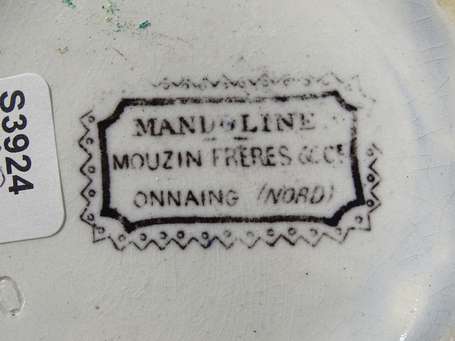 MANDOLINE
MOUZIN FRÈRES & Cie
ONNAING (NORD)
S3924